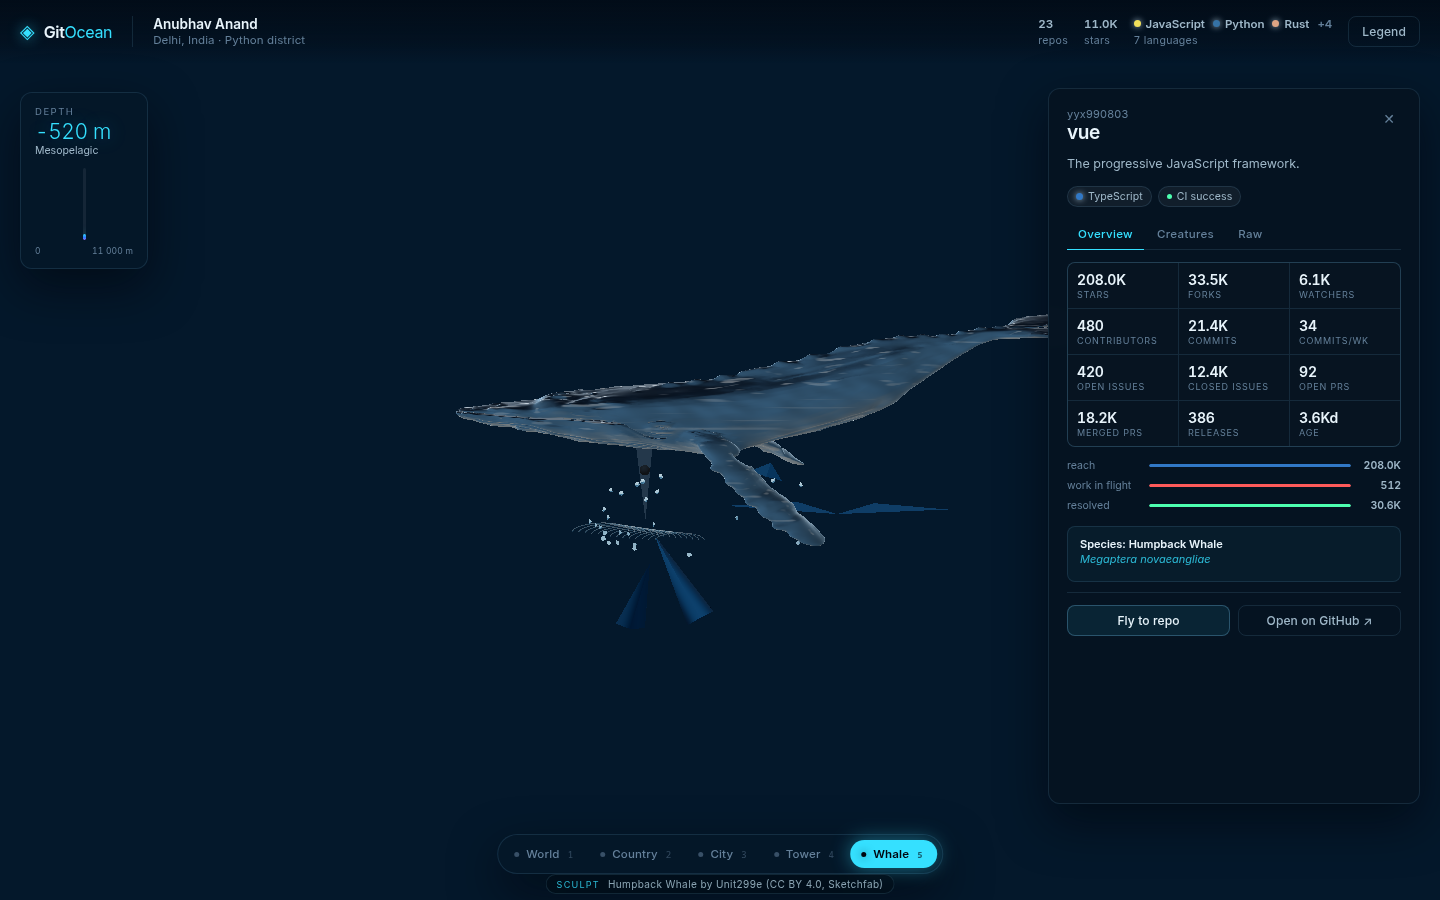 GitOcean
Anubhav Anand
Delhi, India · Python district
23 repos
11.0K stars
JavaScript Python Rust +4
7 languages
Legend
DEPTH
-520 m
Mesopelagic
0 11 000 m
yyx990803
vue
✕
The progressive JavaScript framework.
TypeScript CI success
Overview Creatures Raw
208.0K 33.5K 6.1K
STARS FORKS WATCHERS
480 21.4K 34
CONTRIBUTORS COMMITS COMMITS/WK
420 12.4K 92
OPEN ISSUES CLOSED ISSUES OPEN PRS
18.2K 386 3.6Kd
MERGED PRS RELEASES AGE
reach 208.0K
work in flight 512
resolved 30.6K
Species: Humpback Whale
Megaptera novaeangliae
Fly to repo Open on GitHub ↗
World 1 Country 2 City 3 Tower 4 Whale 5
SCULPT Humpback Whale by Unit299e (CC BY 4.0, Sketchfab)